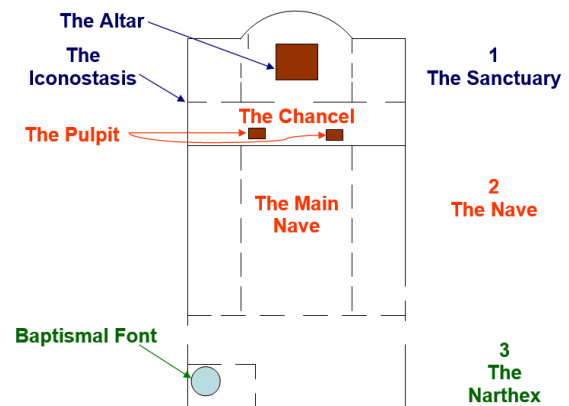 The Altar
The
Iconostasis
1
The Sanctuary
The Chancel
The Pulpit
The Main
Nave
2
The Nave
Baptismal Font
3
The
Narthex